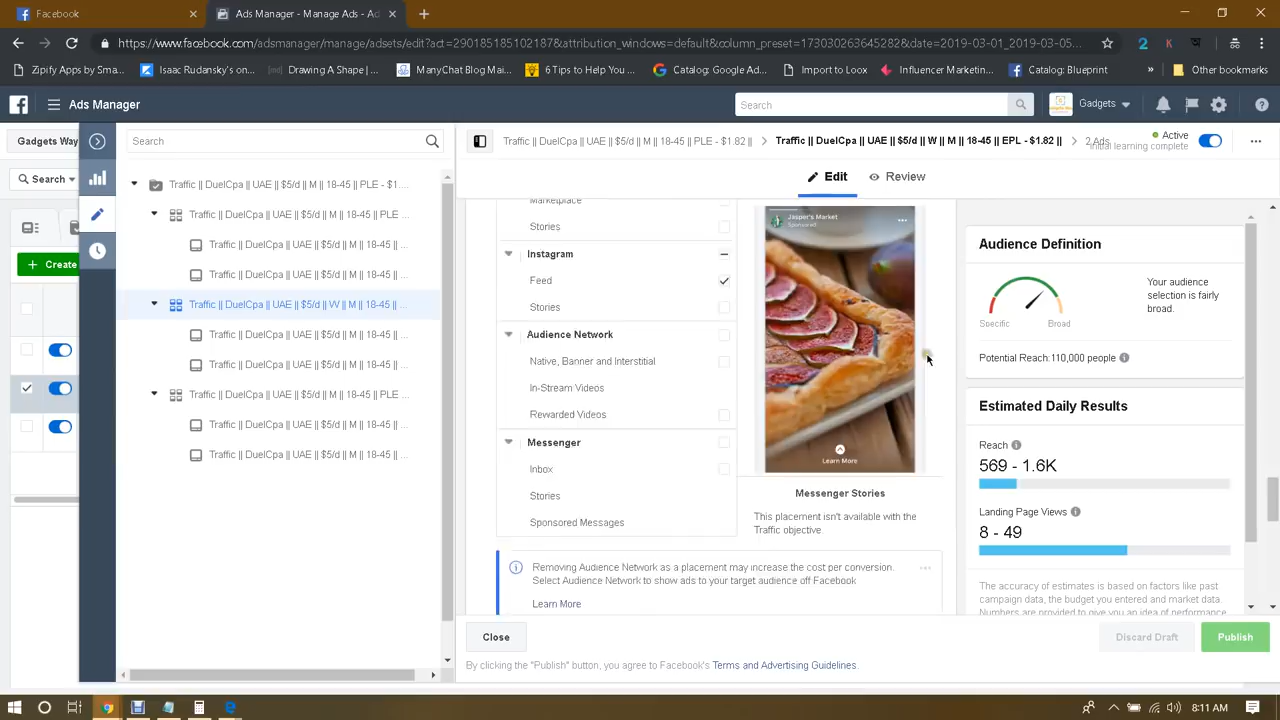 Facebook
Ads Manager - Manage Ads - Ad
https://www.facebook.com/adsmanager/manage/adsets/edit?act=2901851851021 87&attribution_windows=default&column_preset=173030263645282&date=2019-03-01_2019-03-05...
Zipify Apps by Sma...
Isaac Rudansky's on...
Drawing A Shape | ...
ManyChat Blog Mai...
6 Tips to Help You ...
Catalog: Google Ad...
Import to Loox
Influencer Marketin...
Catalog: Blueprint
»
Other bookmarks
Ads Manager
Search
Gadgets
Gadgets Way
Search
Traffic || DuelCpa || UAE || $5/d || M || 18-45 || PLE - $1.82 ||
Traffic || DuelCpa || UAE || $5/d || W || M || 18-45 || EPL - $1.82 ||
2 Ads
Active
Initial learning complete
Search
Edit
Review
Create
Traffic || DuelCpa || UAE || $5/d || M || 18-45 || PLE - $1...
Traffic || DuelCpa || UAE || $5/d || M || 18-45 || PLE ...
Traffic || DuelCpa || UAE || $5/d || M || 18-45 || ...
Traffic || DuelCpa || UAE || $5/d || M || 18-45 || ...
Traffic || DuelCpa || UAE || $5/d || W || M || 18-45 || ...
Traffic || DuelCpa || UAE || $5/d || M || 18-45 || ...
Traffic || DuelCpa || UAE || $5/d || M || 18-45 || ...
Traffic || DuelCpa || UAE || $5/d || M || 18-45 || PLE ...
Traffic || DuelCpa || UAE || $5/d || M || 18-45 || ...
Traffic || DuelCpa || UAE || $5/d || M || 18-45 || ...
Marketplace
Stories
Instagram
Feed
Stories
Audience Network
Native, Banner and Interstitial
In-Stream Videos
Rewarded Videos
Messenger
Inbox
Stories
Sponsored Messages
Jasper's Market
Sponsored
Learn More
Messenger Stories
This placement isn't available with the
Traffic objective.
Removing Audience Network as a placement may increase the cost per conversion.
Select Audience Network to show ads to your target audience off Facebook
Learn More
Audience Definition
Your audience
selection is fairly
broad.
Specific
Broad
Potential Reach:110,000 people
Estimated Daily Results
Reach
569 - 1.6K
Landing Page Views
8 - 49
The accuracy of estimates is based on factors like past
campaign data, the budget you entered and market data.
Numbers are provided to give you an idea of performance
Close
Discard Draft
Publish
By clicking the "Publish" button, you agree to Facebook's Terms and Advertising Guidelines.
8:11 AM